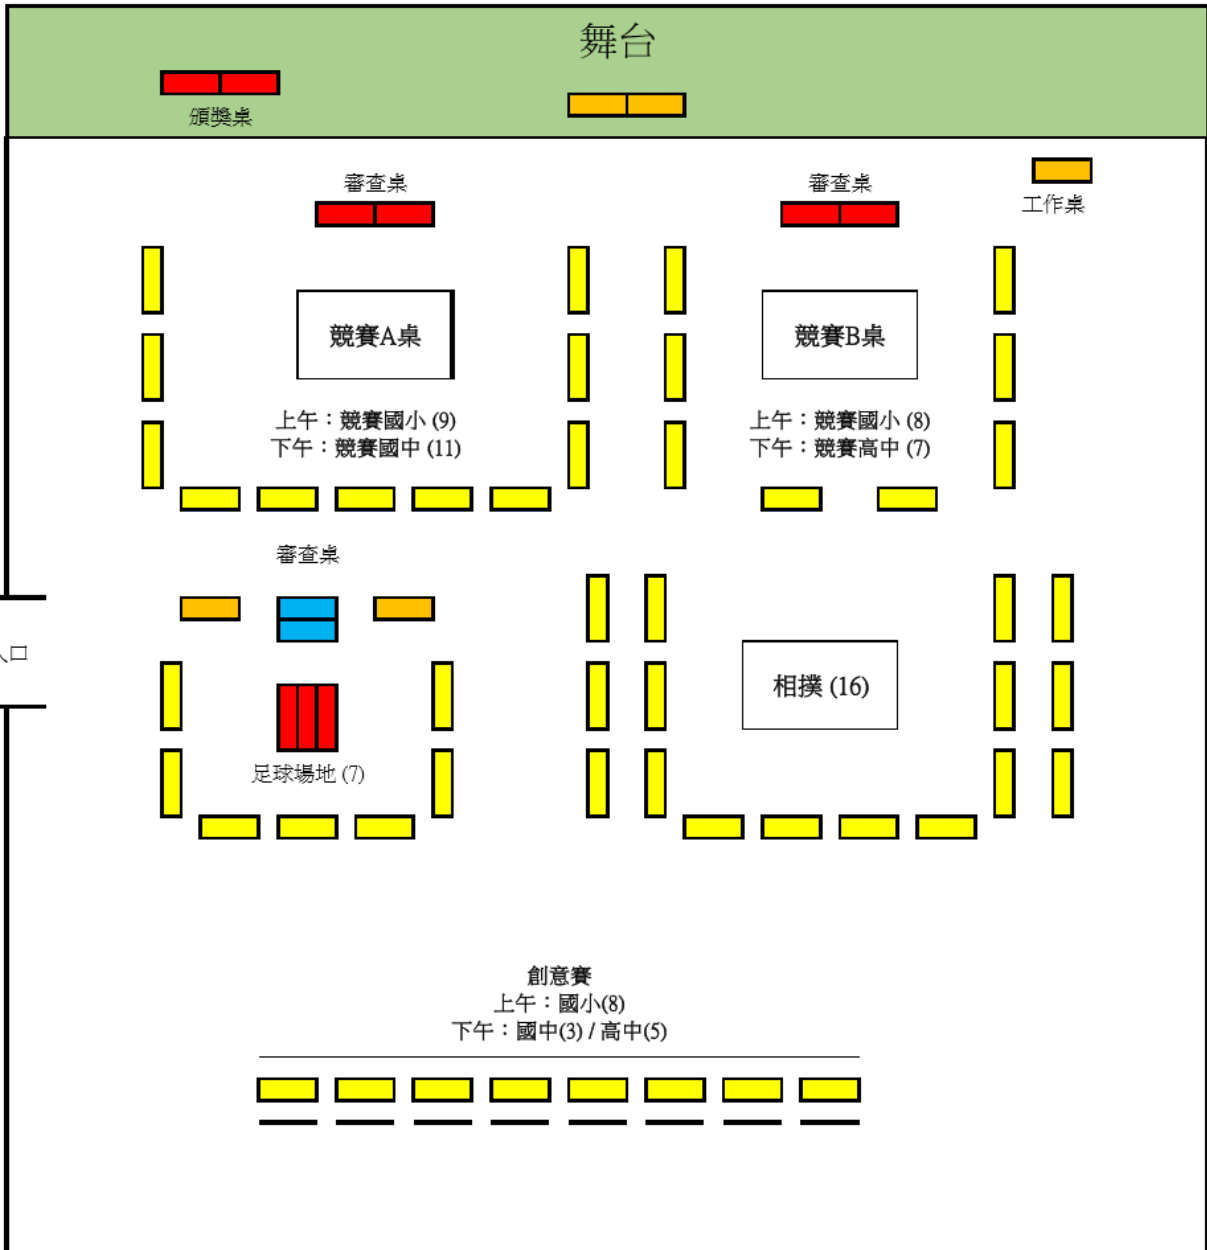 舞台
頒獎桌
審查桌
審查桌
工作桌
競賽A桌
競賽B桌
上午：競賽國小 (9)
下午：競賽國中 (11)
上午：競賽國小 (8)
下午：競賽高中 (7)
審查桌
入口
相撲 (16)
足球場地 (7)
創意賽
上午：國小(8)
下午：國中(3) / 高中(5)